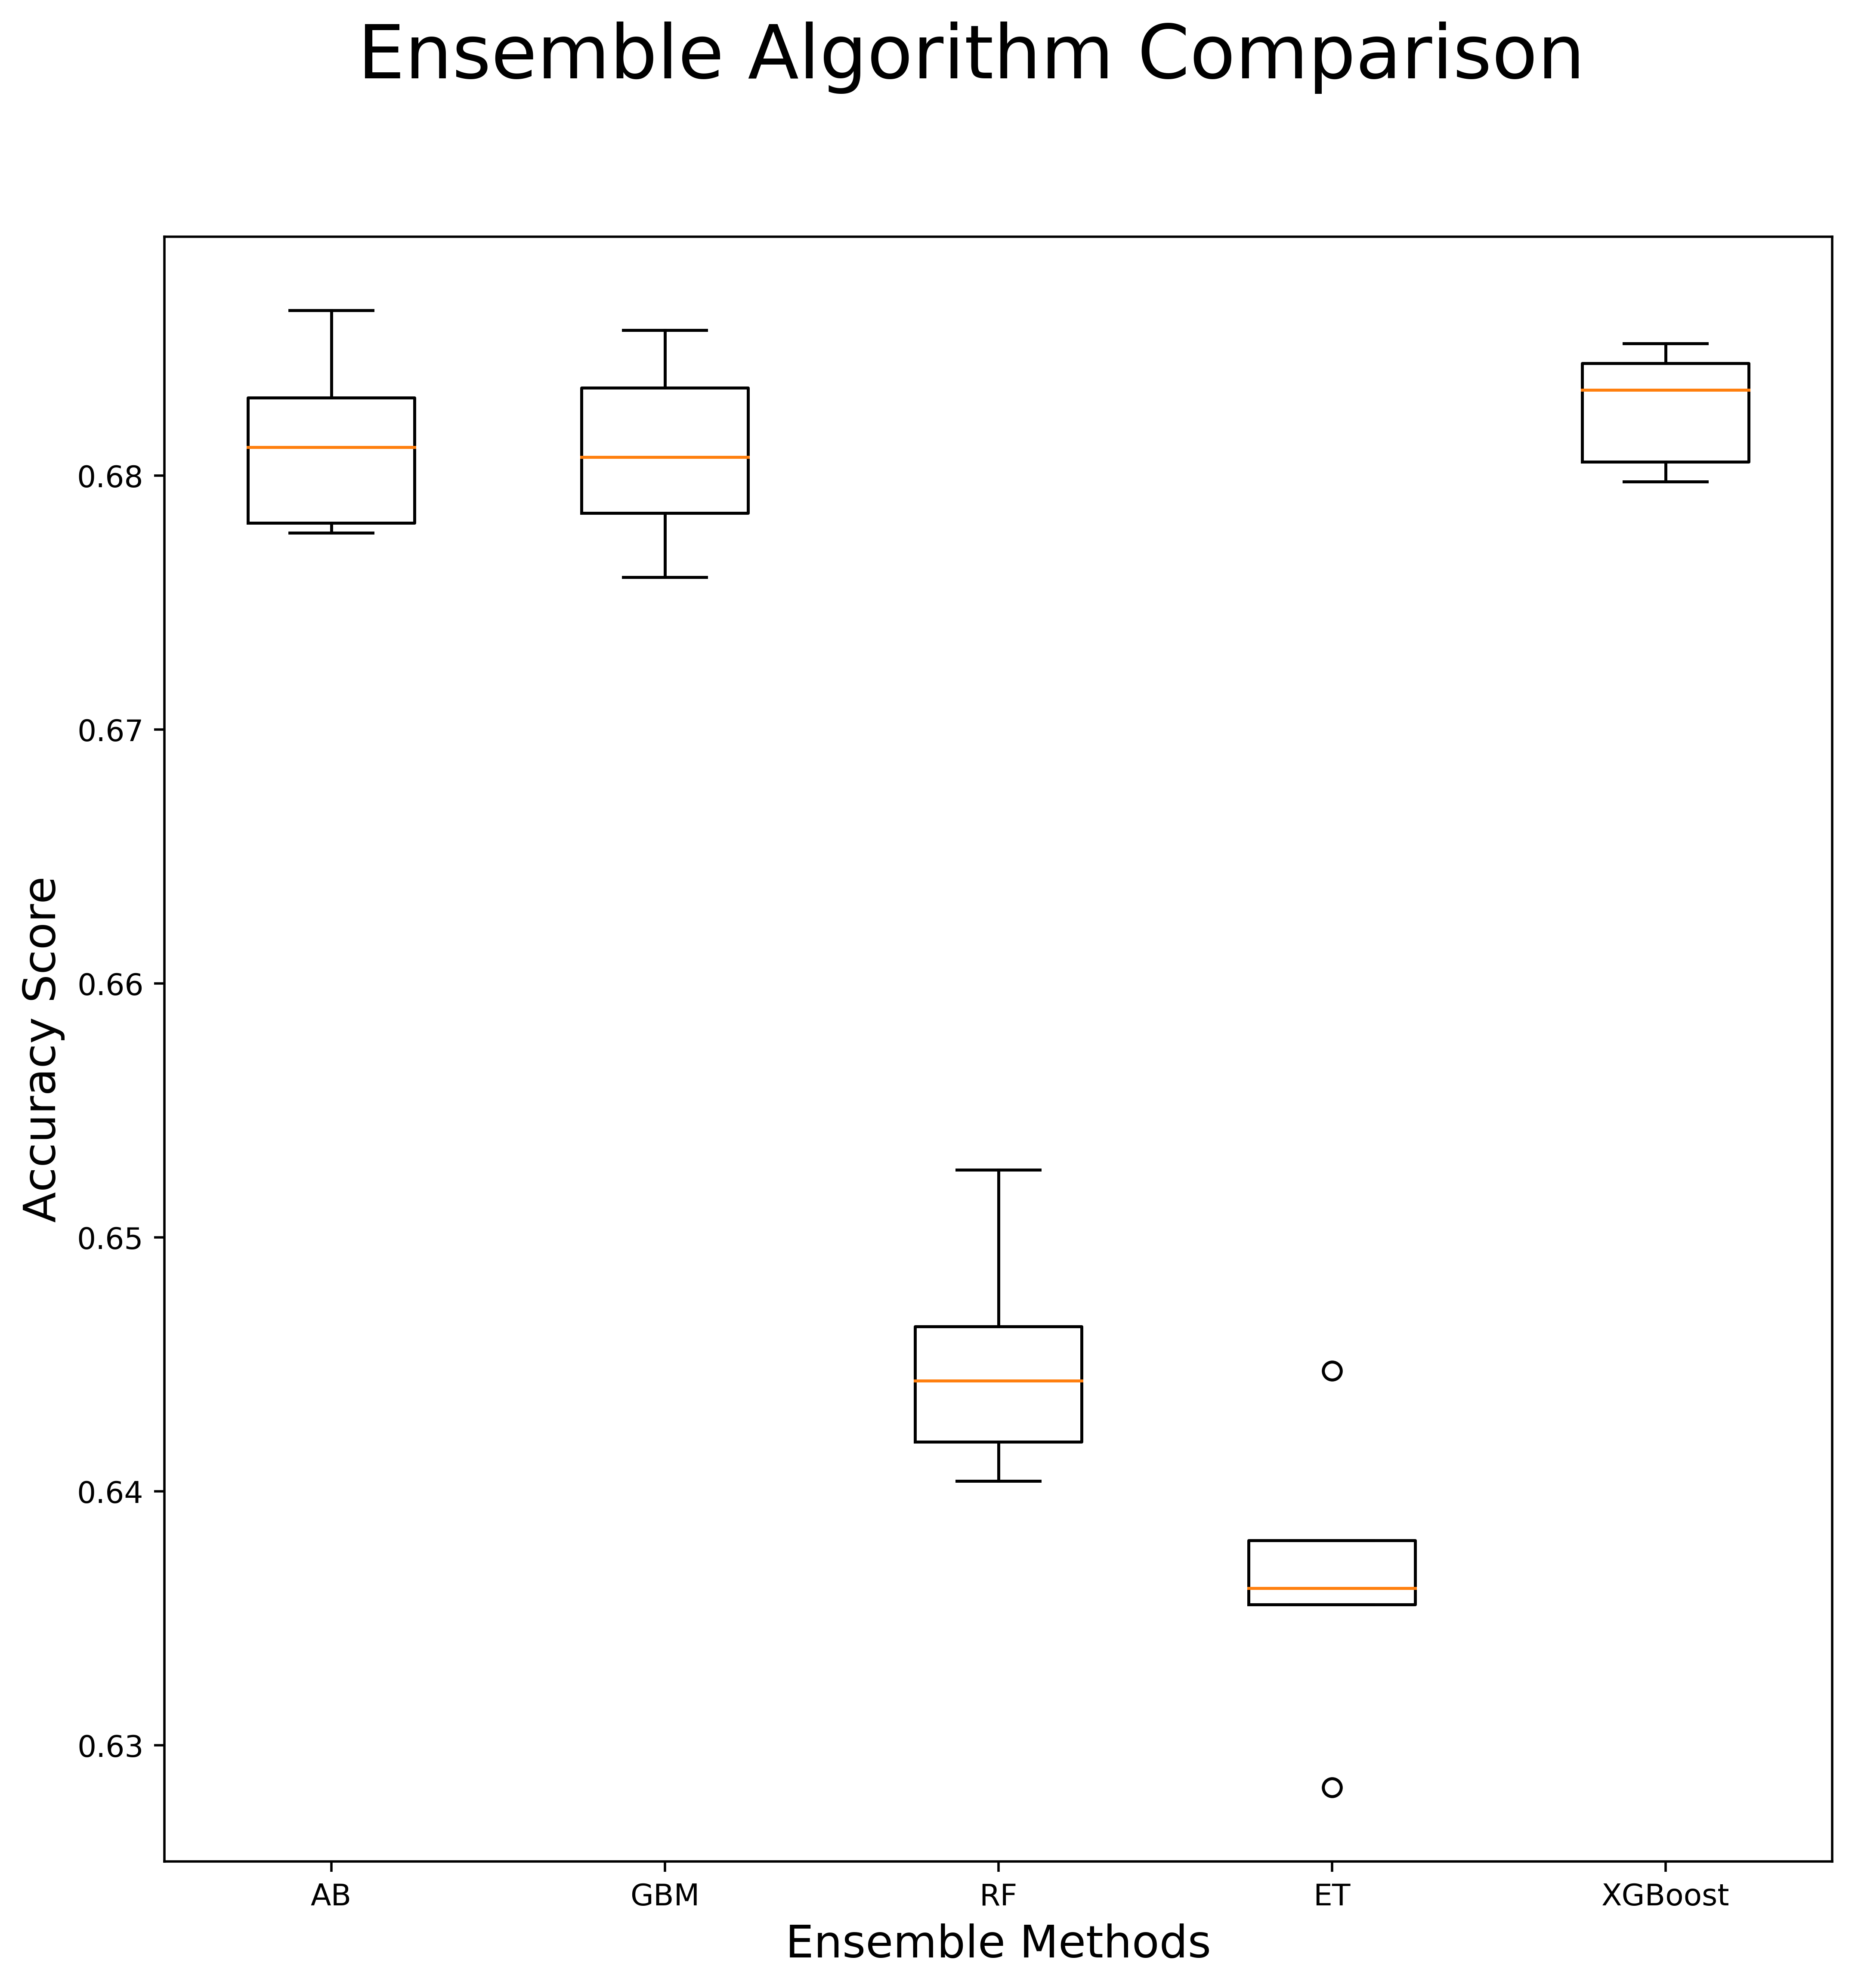 Ensemble Algorithm Comparison
Accuracy Score
0.68
0.67
0.66
0.65
0.64
0.63
AB GBM RF ET XGBoost
Ensemble Methods